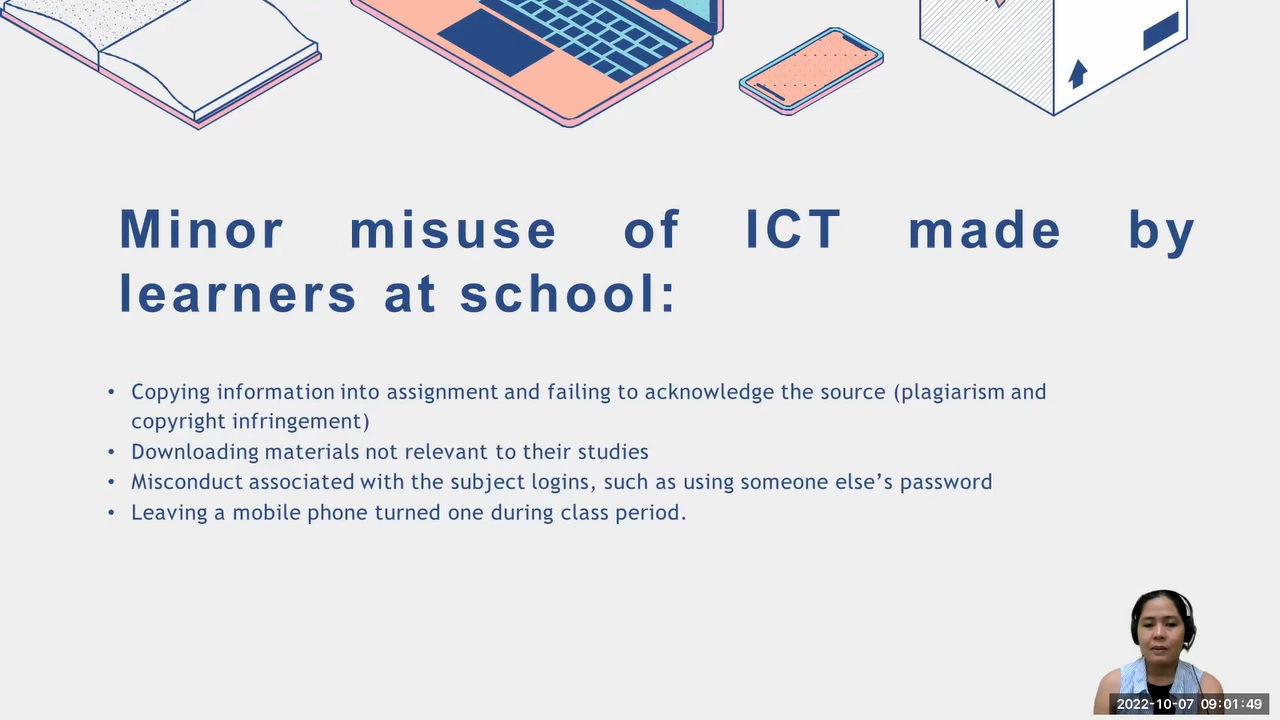 Minor misuse of ICT made by
learners at school:
• Copying information into assignment and failing to acknowledge the source (plagiarism and
copyright infringement)
• Downloading materials not relevant to their studies
• Misconduct associated with the subject logins, such as using someone else’s password
• Leaving a mobile phone turned one during class period.
2022-10-07 09:01:49